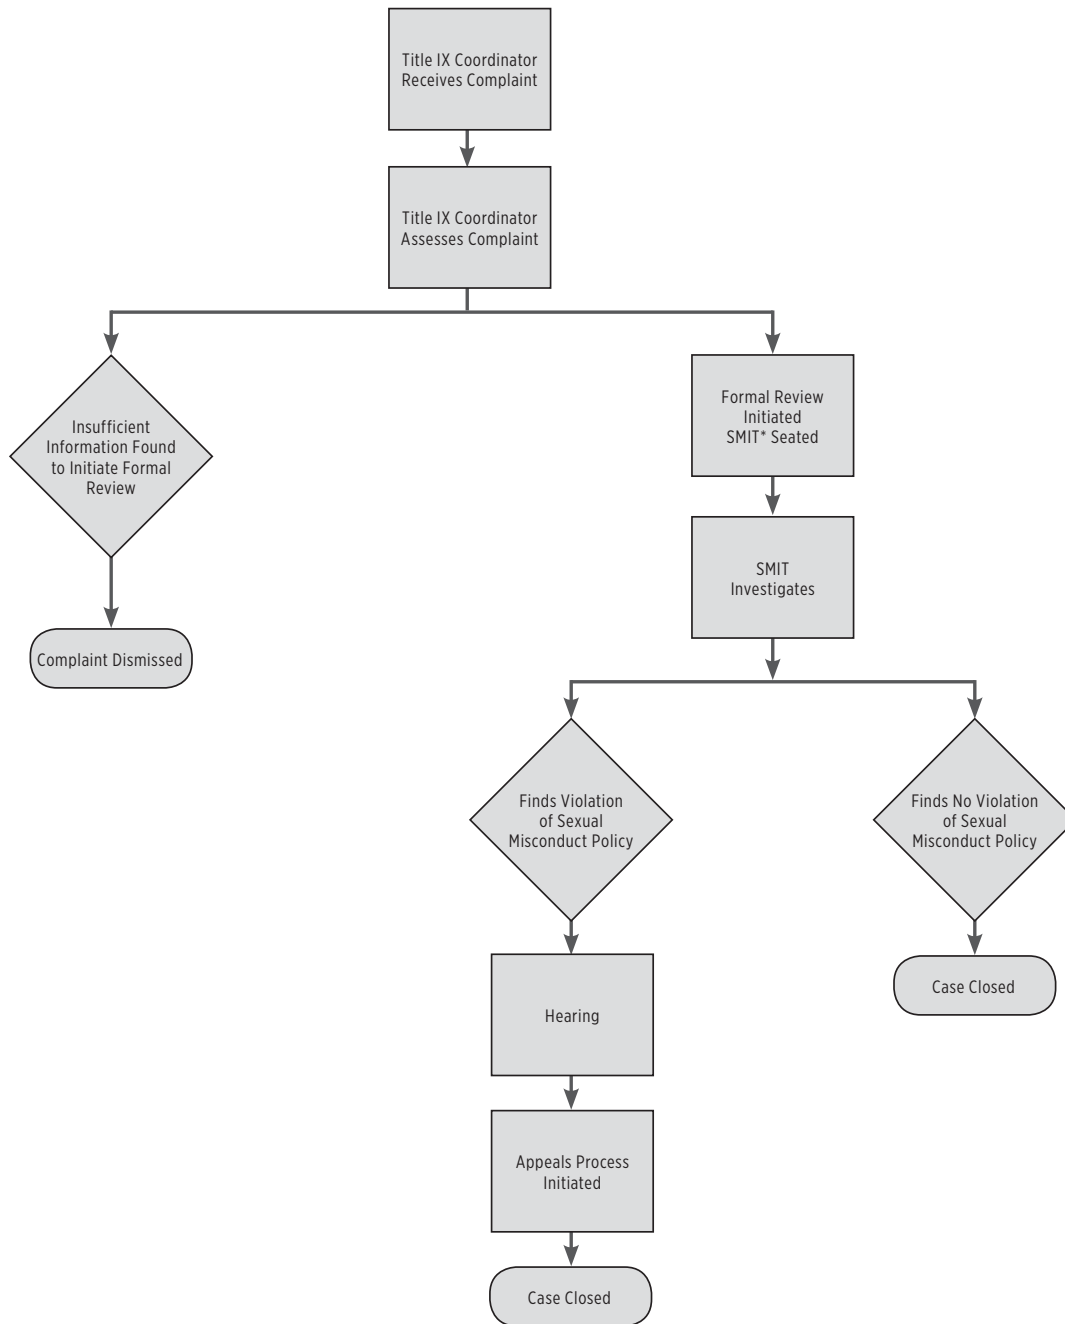 Title IX Coordinator
Receives Complaint
Title IX Coordinator
Assesses Complaint
Insufficient
Information Found
to Initiate Formal
Review
Formal Review
Initiated
SMIT* Seated
SMIT
Investigates
Complaint Dismissed
Finds Violation
of Sexual
Misconduct Policy
Finds No Violation
of Sexual
Misconduct Policy
Hearing
Case Closed
Appeals Process
Initiated
Case Closed